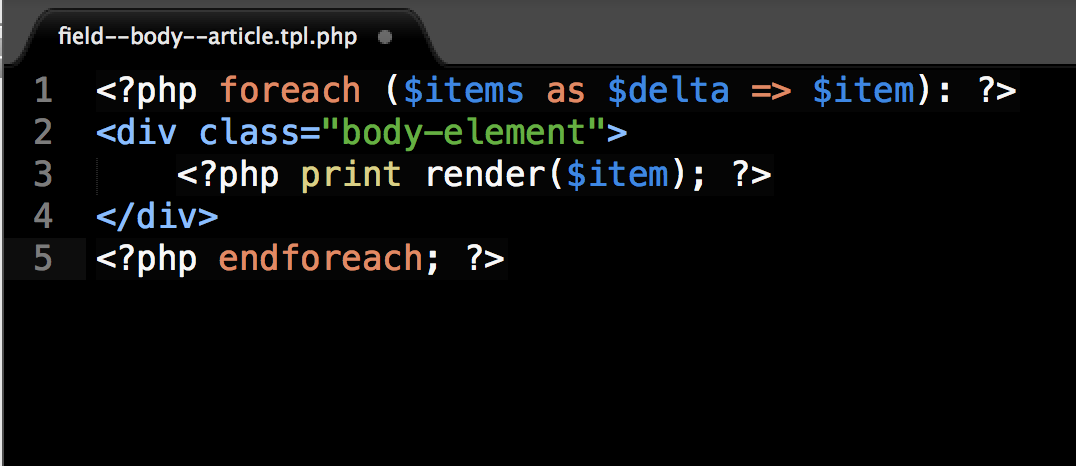 field--body--article.tpl.php
1 <?php foreach ($items as $delta => $item): ?>
2 <div class="body-element">
3     <?php print render($item); ?>
4 </div>
5 <?php endforeach; ?>